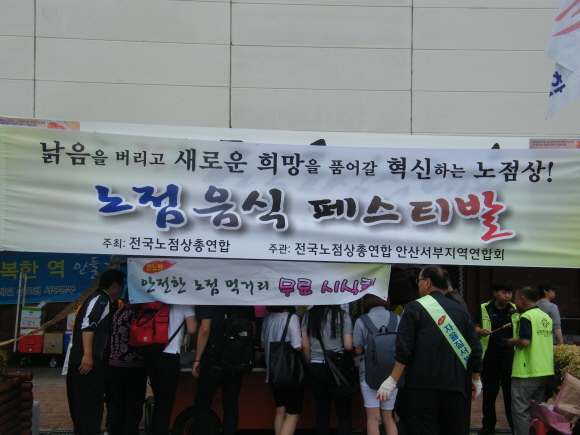 낡음을 버리고 새로운 희망을 품어갈 혁신하는 노점상!
노점 음식 페스티발
주최: 전국노점상총연합 주관: 전국노점상총연합 안산서부지역연합회
안전한 노점 먹거리 무료 시식
복한 역